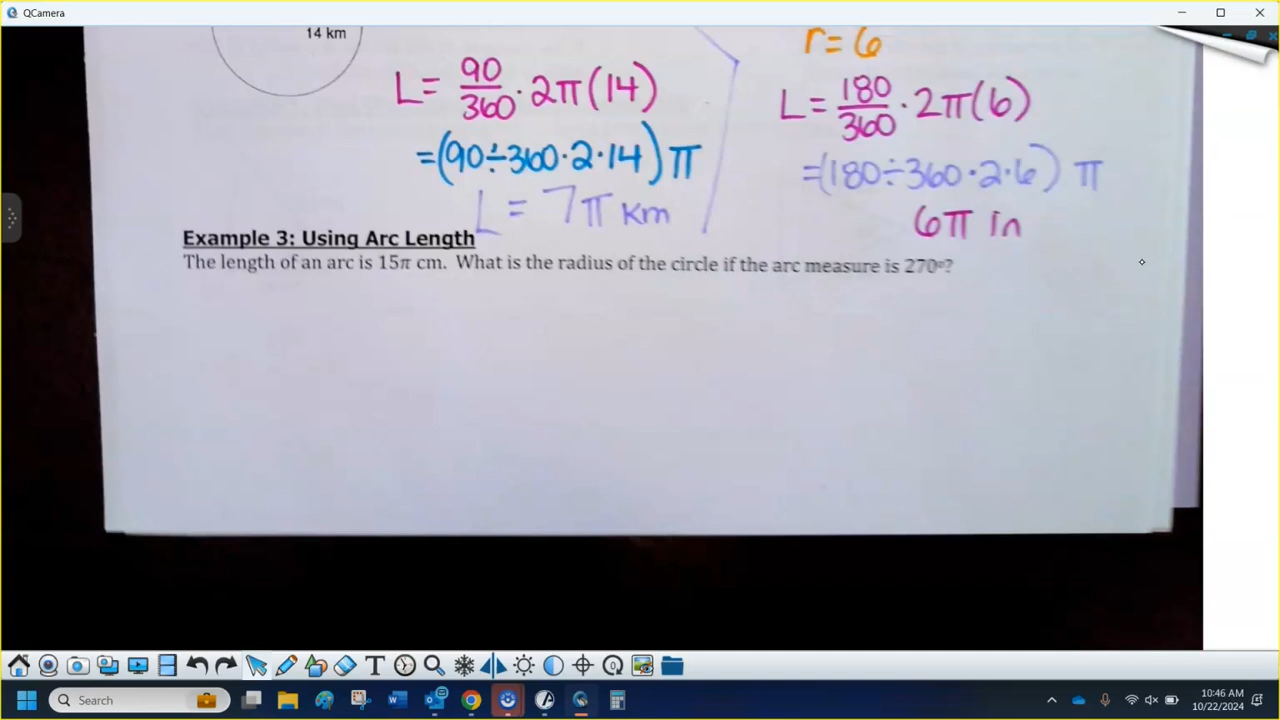 QCamera
14 km
L = 90/360 · 2π(14)
=(90÷360·2·14)π
L = 7π km
r=6
L = 180/360 · 2π(6)
=(180÷360·2·6) π
6π in
Example 3: Using Arc Length
The length of an arc is 15π cm. What is the radius of the circle if the arc measure is 270º?
Search
10:46 AM
10/22/2024